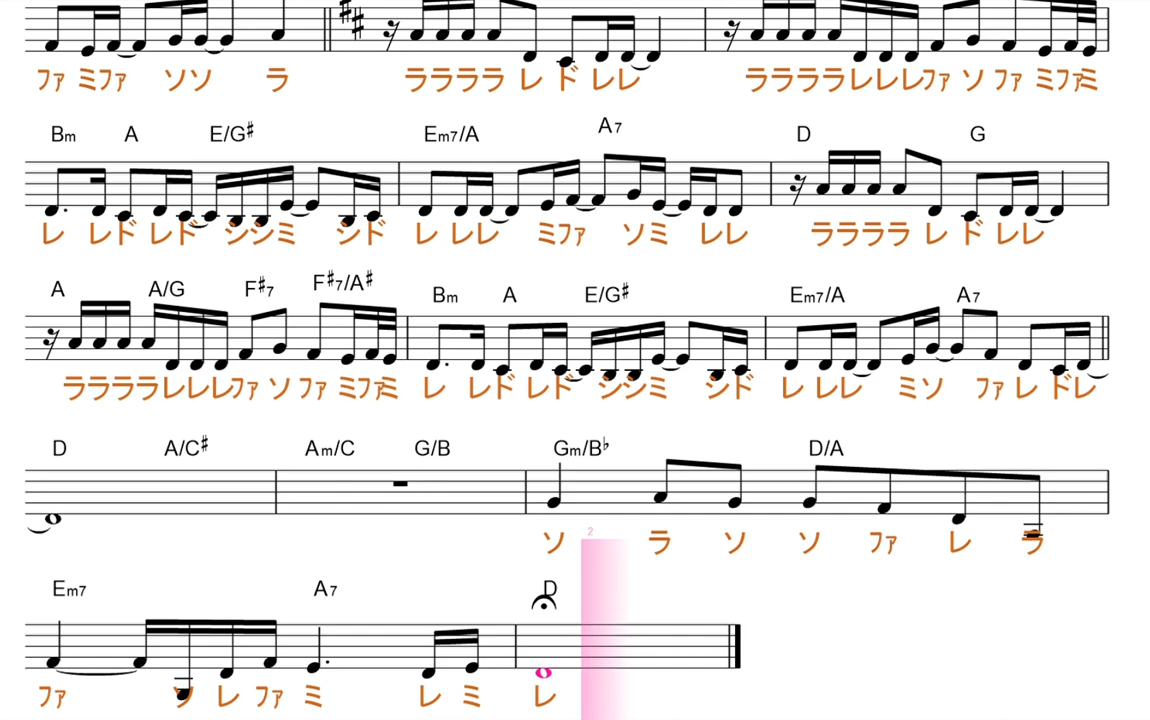 ファ ミファ ソソ ラ ララララ レ ド レレ ララララレレレファ ソ ファ ミファミ
Bm A E/G♯ Em7/A A7 D G
レ レド レド シシミ シド レ レレ ミファ ソミ レレ ララララ レ ド レレ
A A/G F♯7 F♯7/A♯ Bm A E/G♯ Em7/A A7
ララララレレレファ ソ ファ ミファミ レ レド レド シシミ シド レ レレ ミソ ファ レ ドレ
D A/C♯ Am/C G/B Gm/B♭ D/A
ソ ラ ソ ソ ファ レ ラ
2
Em7 A7 D
ファ ソ レ ファ ミ レ ミ レ